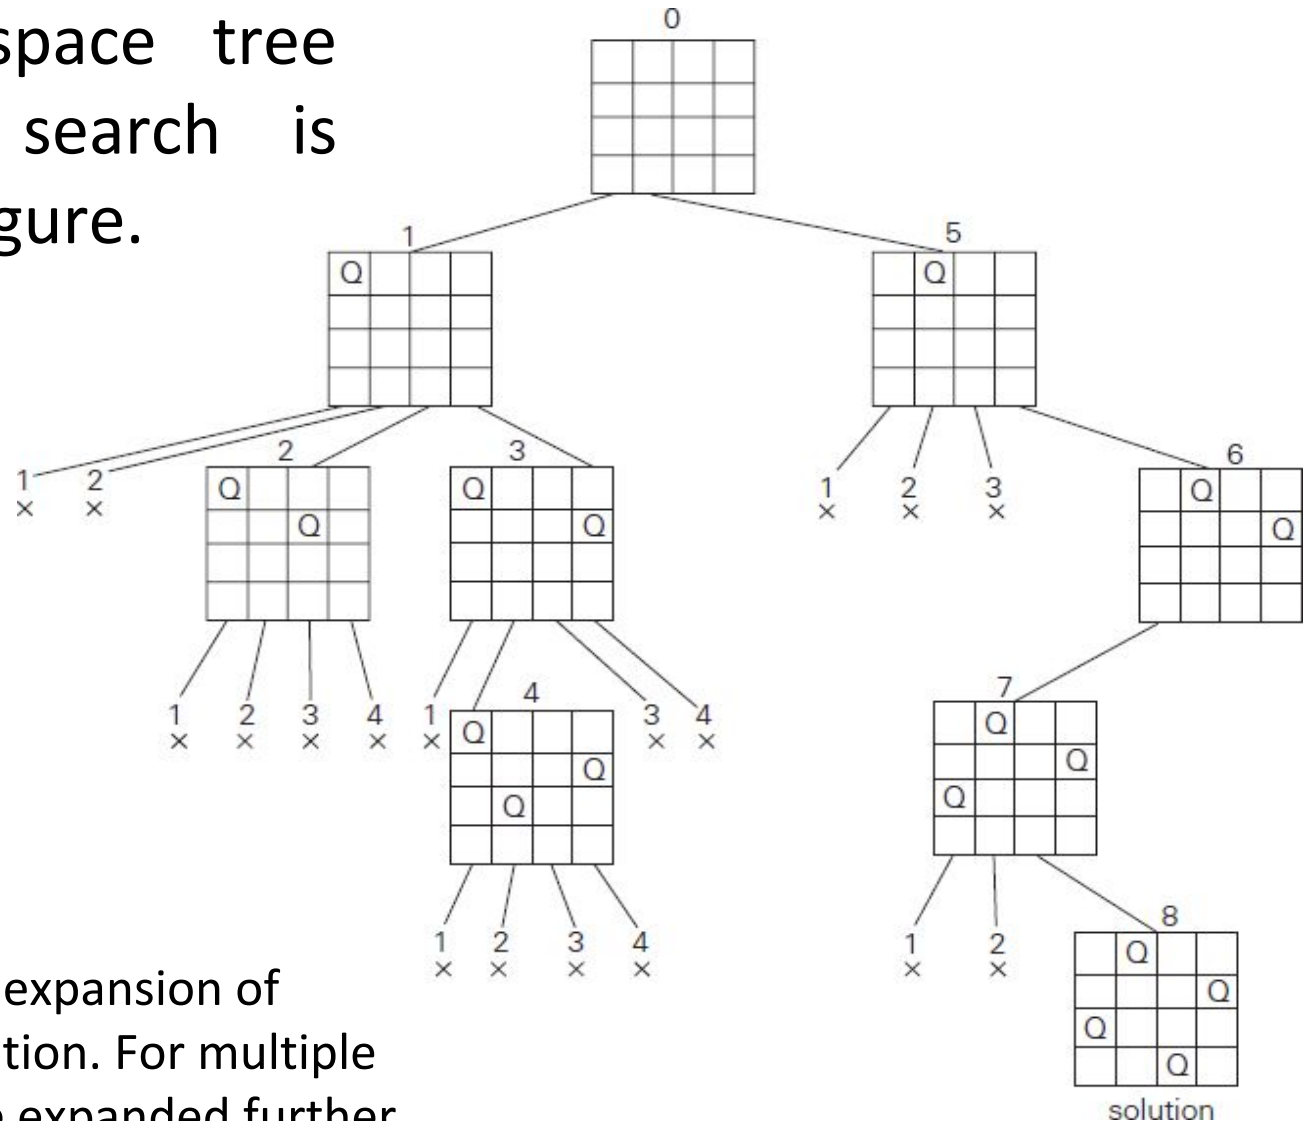 space tree
search is
gure.
0
1
5
Q
Q
1 2
× ×
2
3
Q
Q
Q
Q
1 2 3
× × ×
6
Q
Q
1 2 3 4
× × × ×
1
×
4
3 4
× ×
Q
Q
Q
7
Q
Q
Q
1 2 3 4
× × × ×
1 2
× ×
8
Q
Q
Q
Q
solution
expansion of
tion. For multiple
expanded further